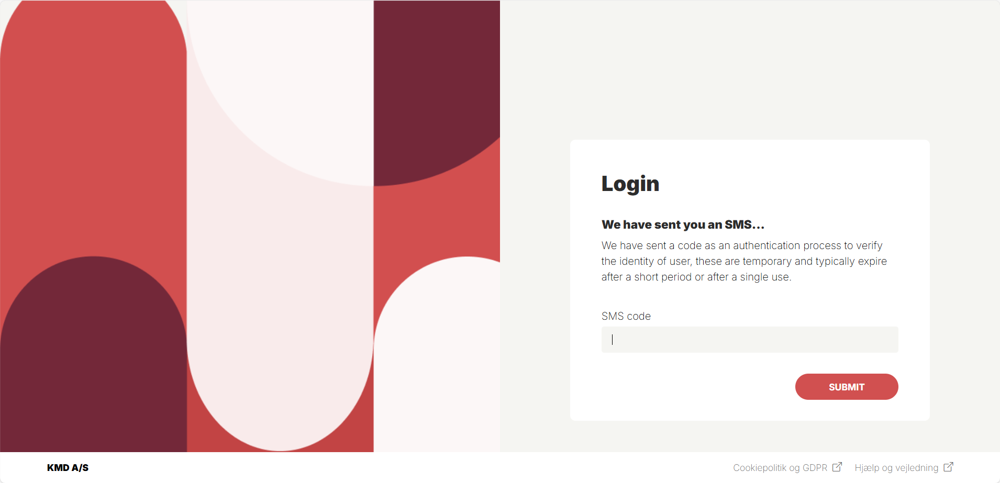 Login
We have sent you an SMS...
We have sent a code as an authentication process to verify
the identity of user, these are temporary and typically expire
after a short period or after a single use.
SMS code
SUBMIT
KMD A/S
Cookiepolitik og GDPR
Hjælp og vejledning